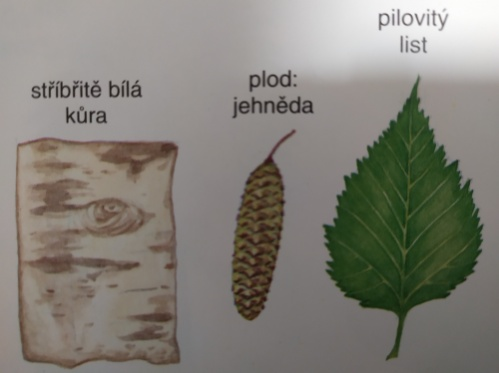 stříbřitě bílá
kůra
plod:
jehněda
pilovitý
list